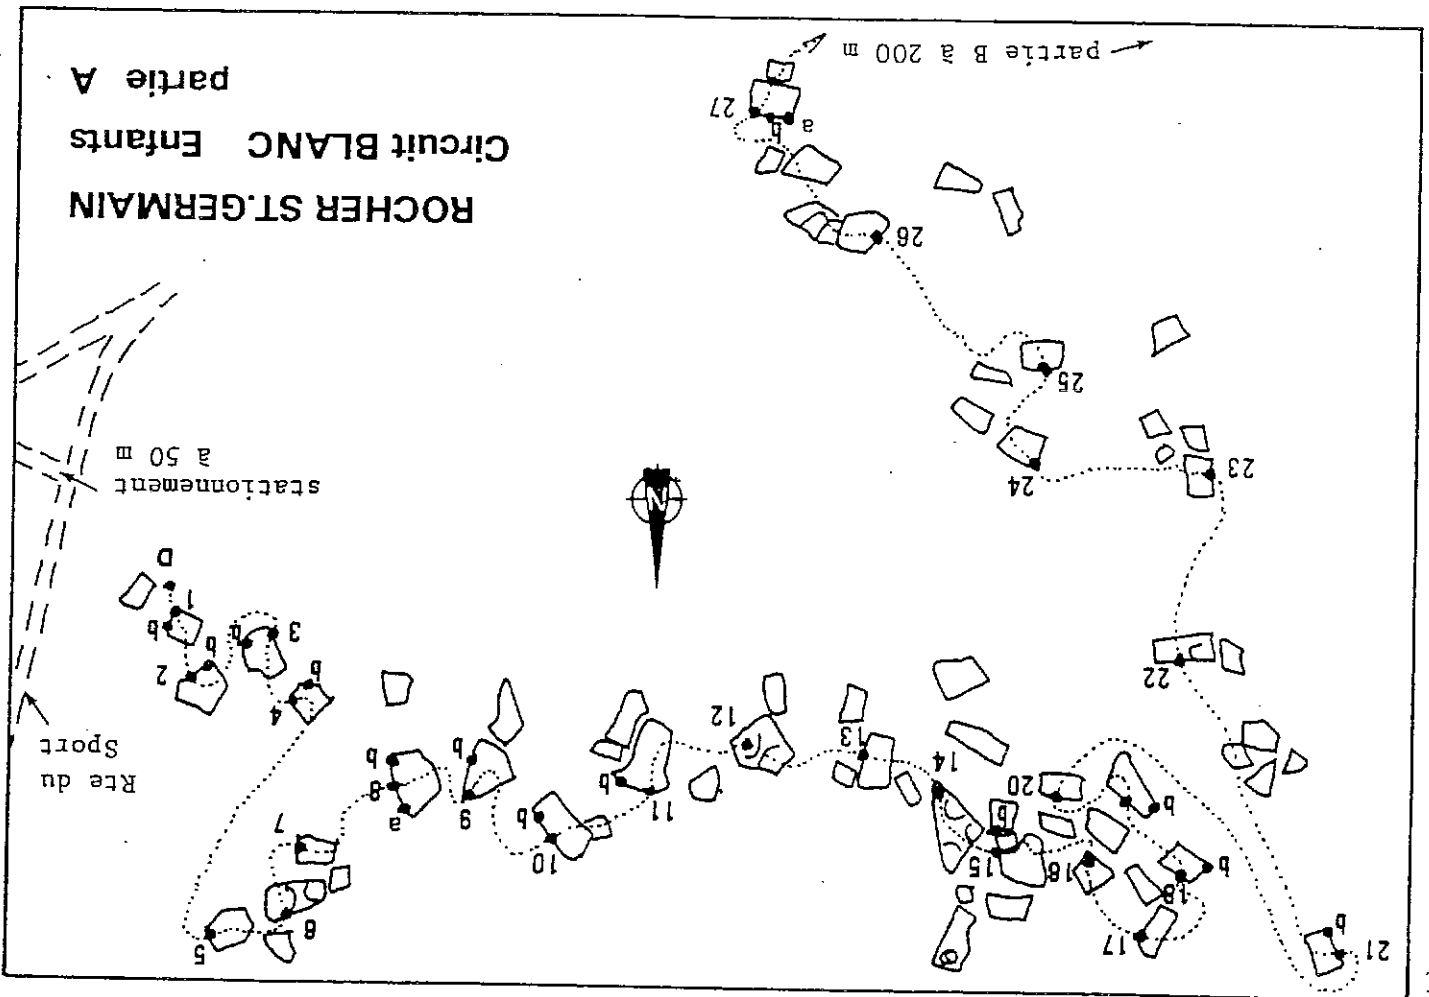 ROCHER ST.GERMAIN
Circuit BLANC Enfants
partie A
Rte du
Sport
stationnement
à 50 m
N
D
1
b
2
b
3
4
b
5
6
7
8
a
b
9
b
10
b
11
b
12
13
14
15
b
16
17
18
b
b
20
21
b
22
23
24
25
26
27
a
b
partie B à 200 m